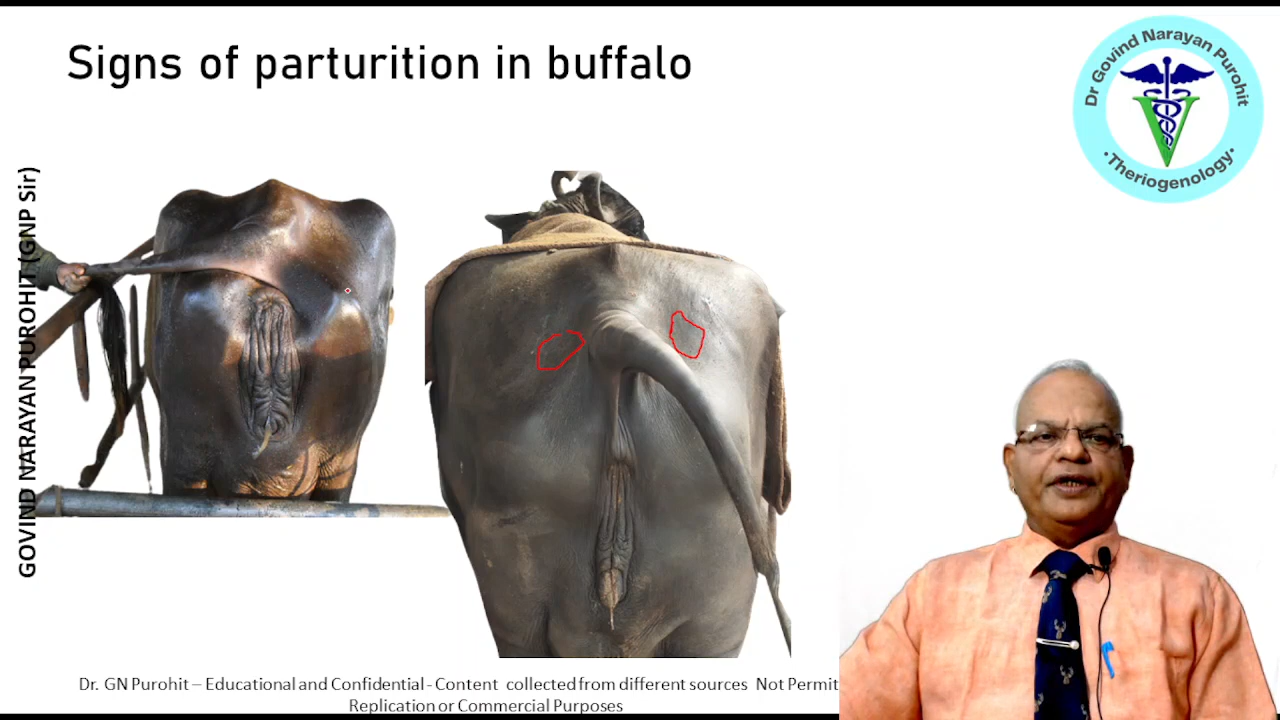 Signs of parturition in buffalo
Dr Govind Narayan Purohit
• Theriogenology •
GOVIND NARAYAN PUROHIT (GNP Sir)
Dr. GN Purohit – Educational and Confidential - Content collected from different sources Not Permit
Replication or Commercial Purposes